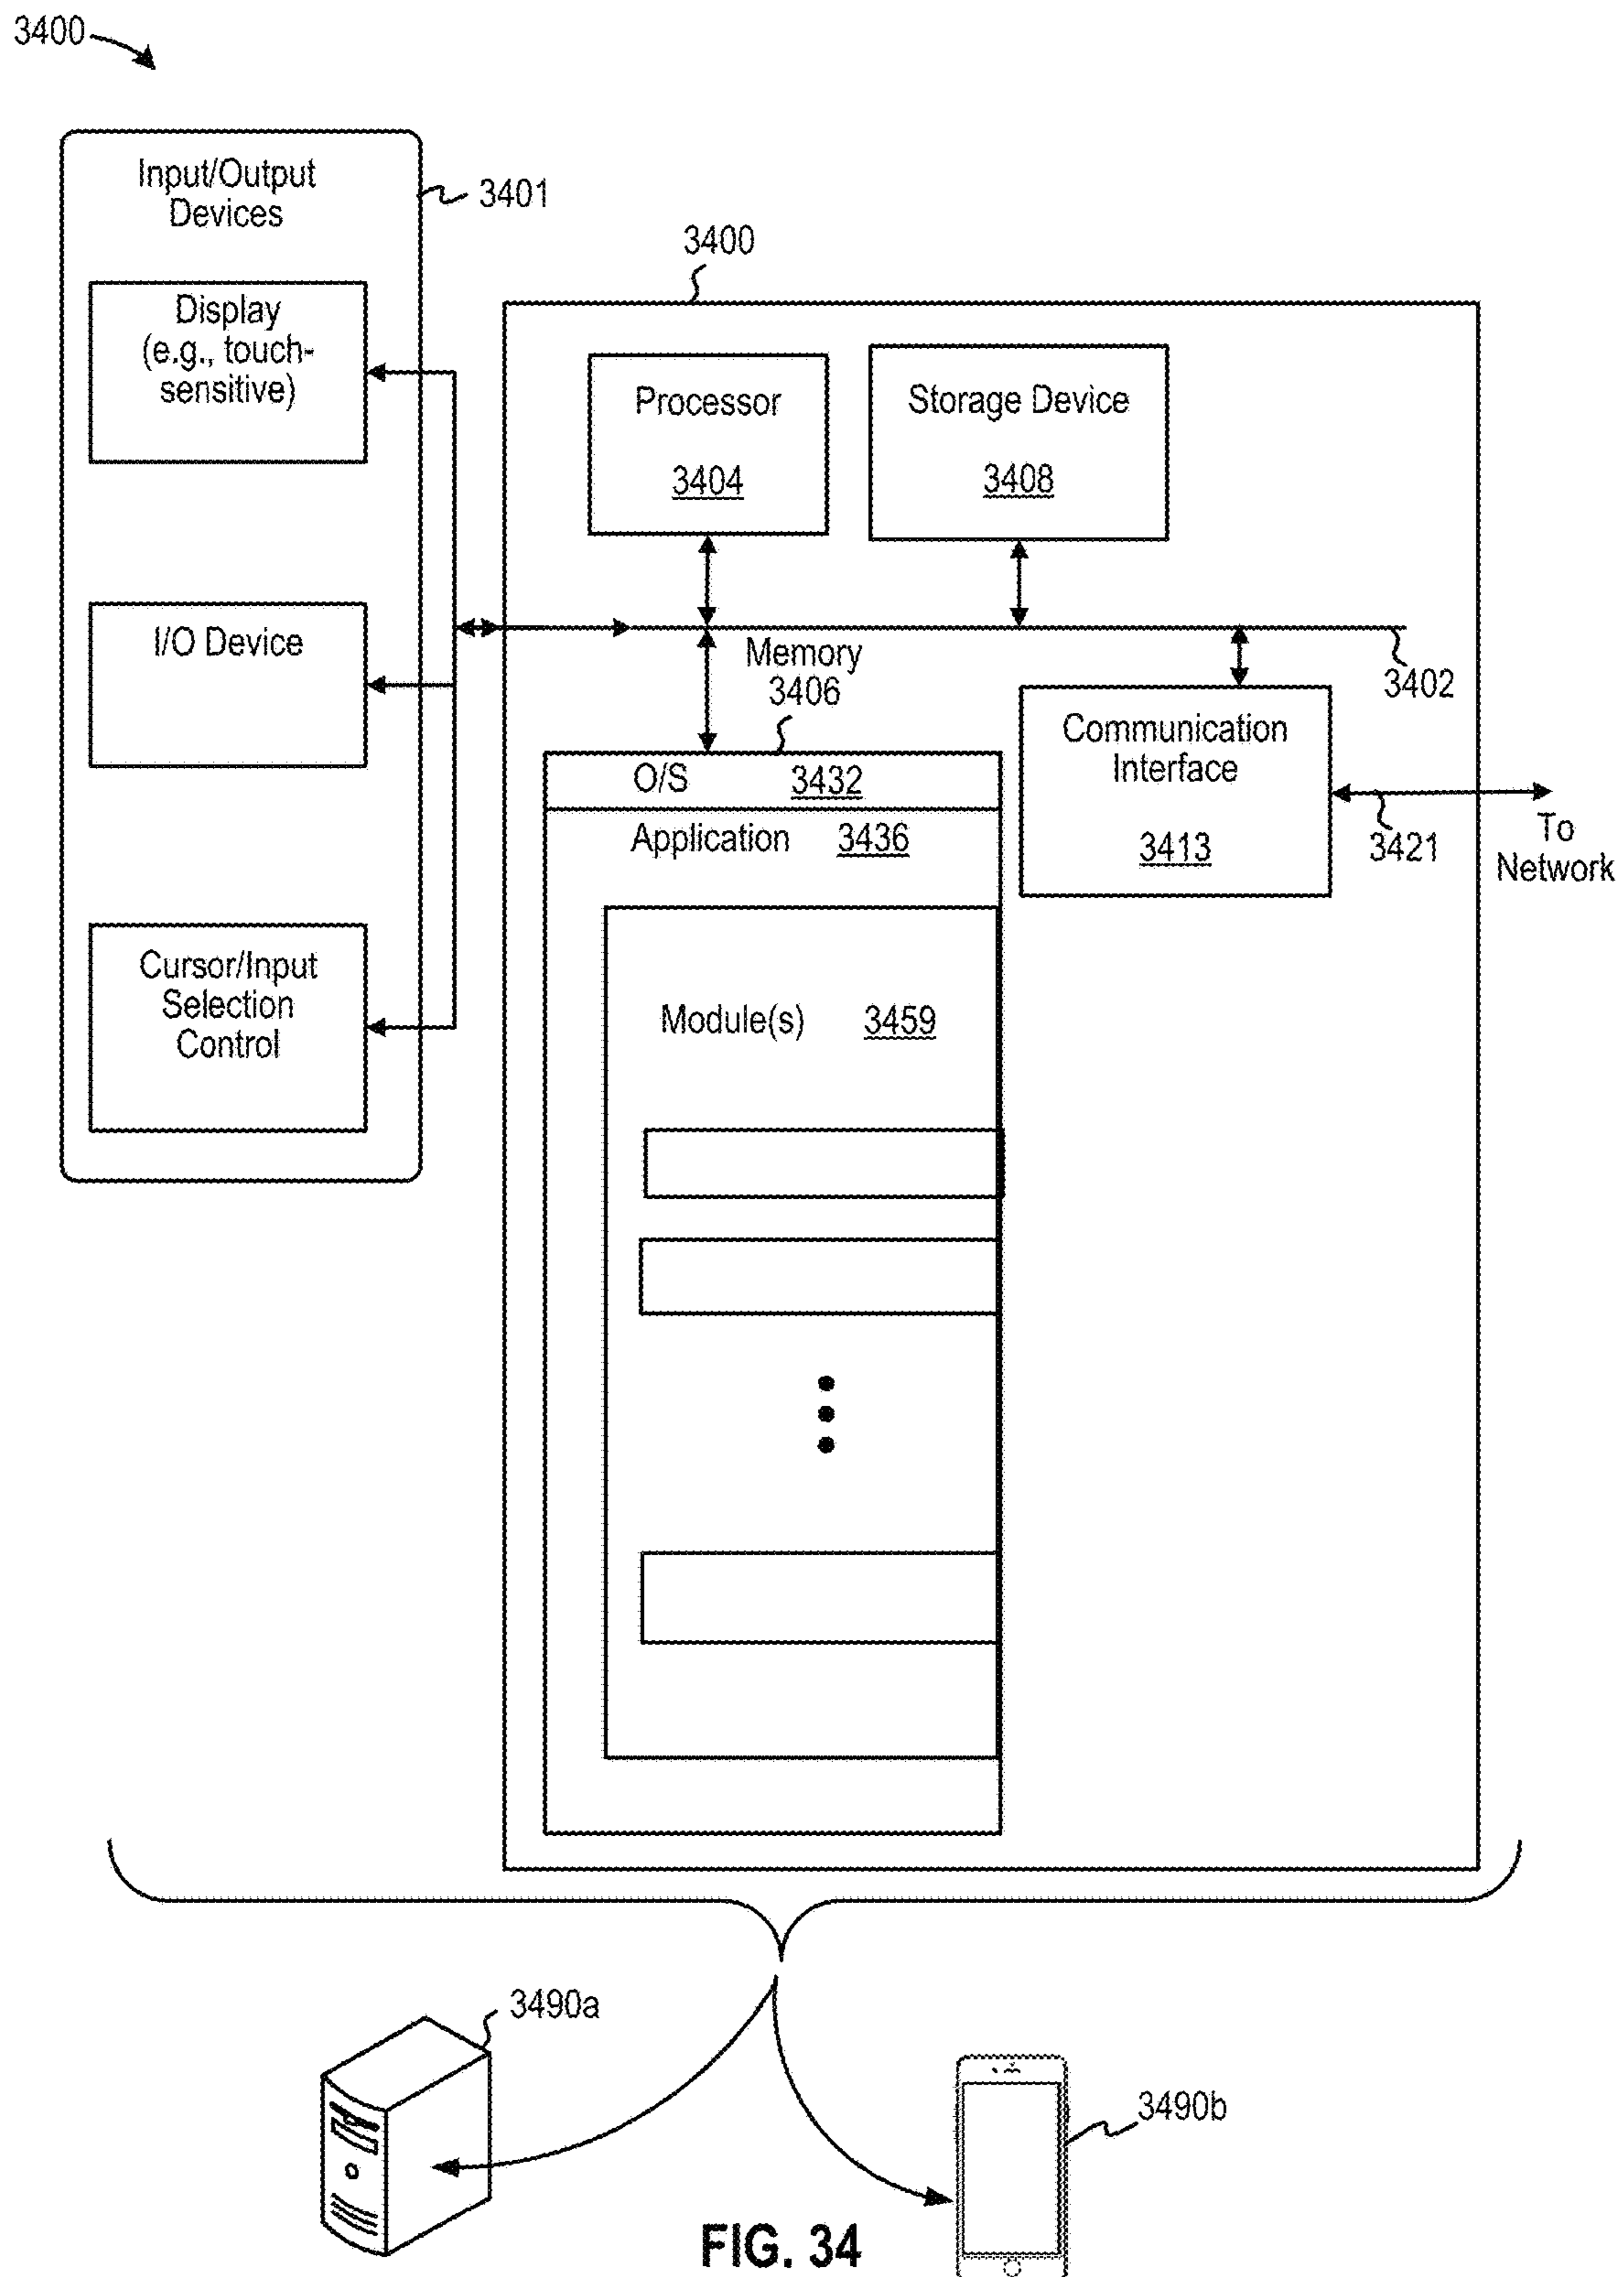 3400
Input/Output
Devices
3401
Display
(e.g., touch-
sensitive)
I/O Device
Cursor/Input
Selection
Control
3400
Processor
3404
Storage Device
3408
3402
Memory
3406
O/S 3432
Application 3436
Module(s) 3459
Communication
Interface
3413
3421
To
Network
3490a
3490b
FIG. 34